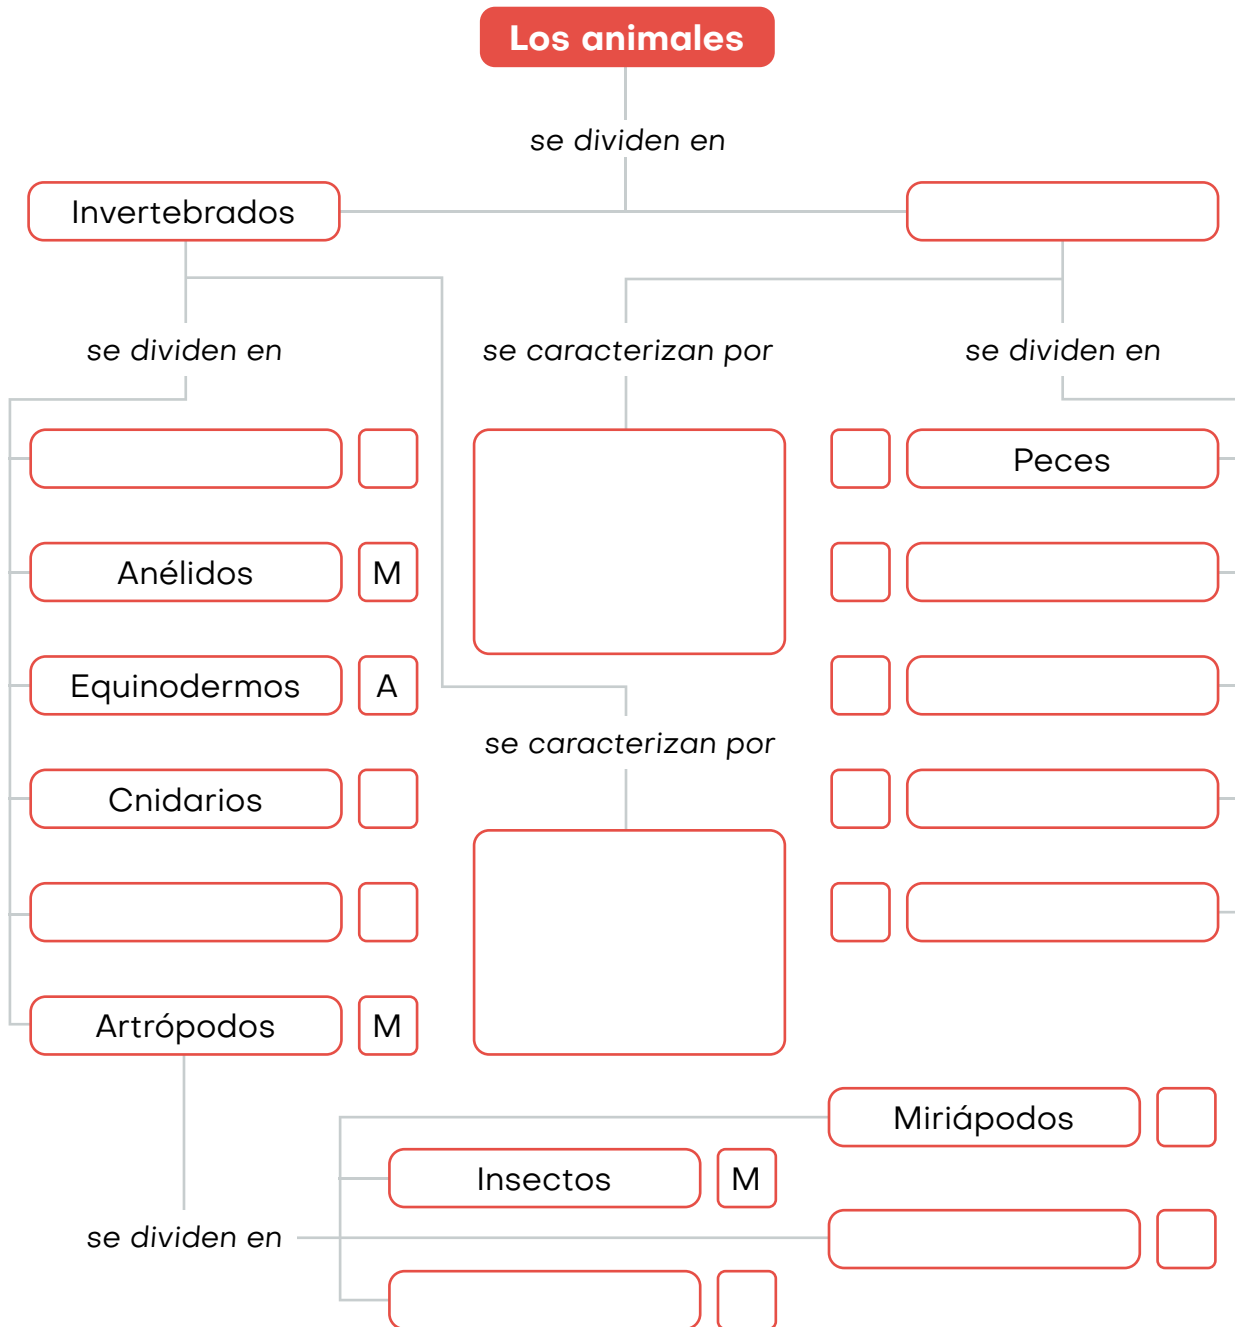 Los animales
se dividen en
Invertebrados
se dividen en
se caracterizan por
se dividen en
Peces
Anélidos M
Equinodermos A
se caracterizan por
Cnidarios
Artrópodos M
Miriápodos
Insectos M
se dividen en